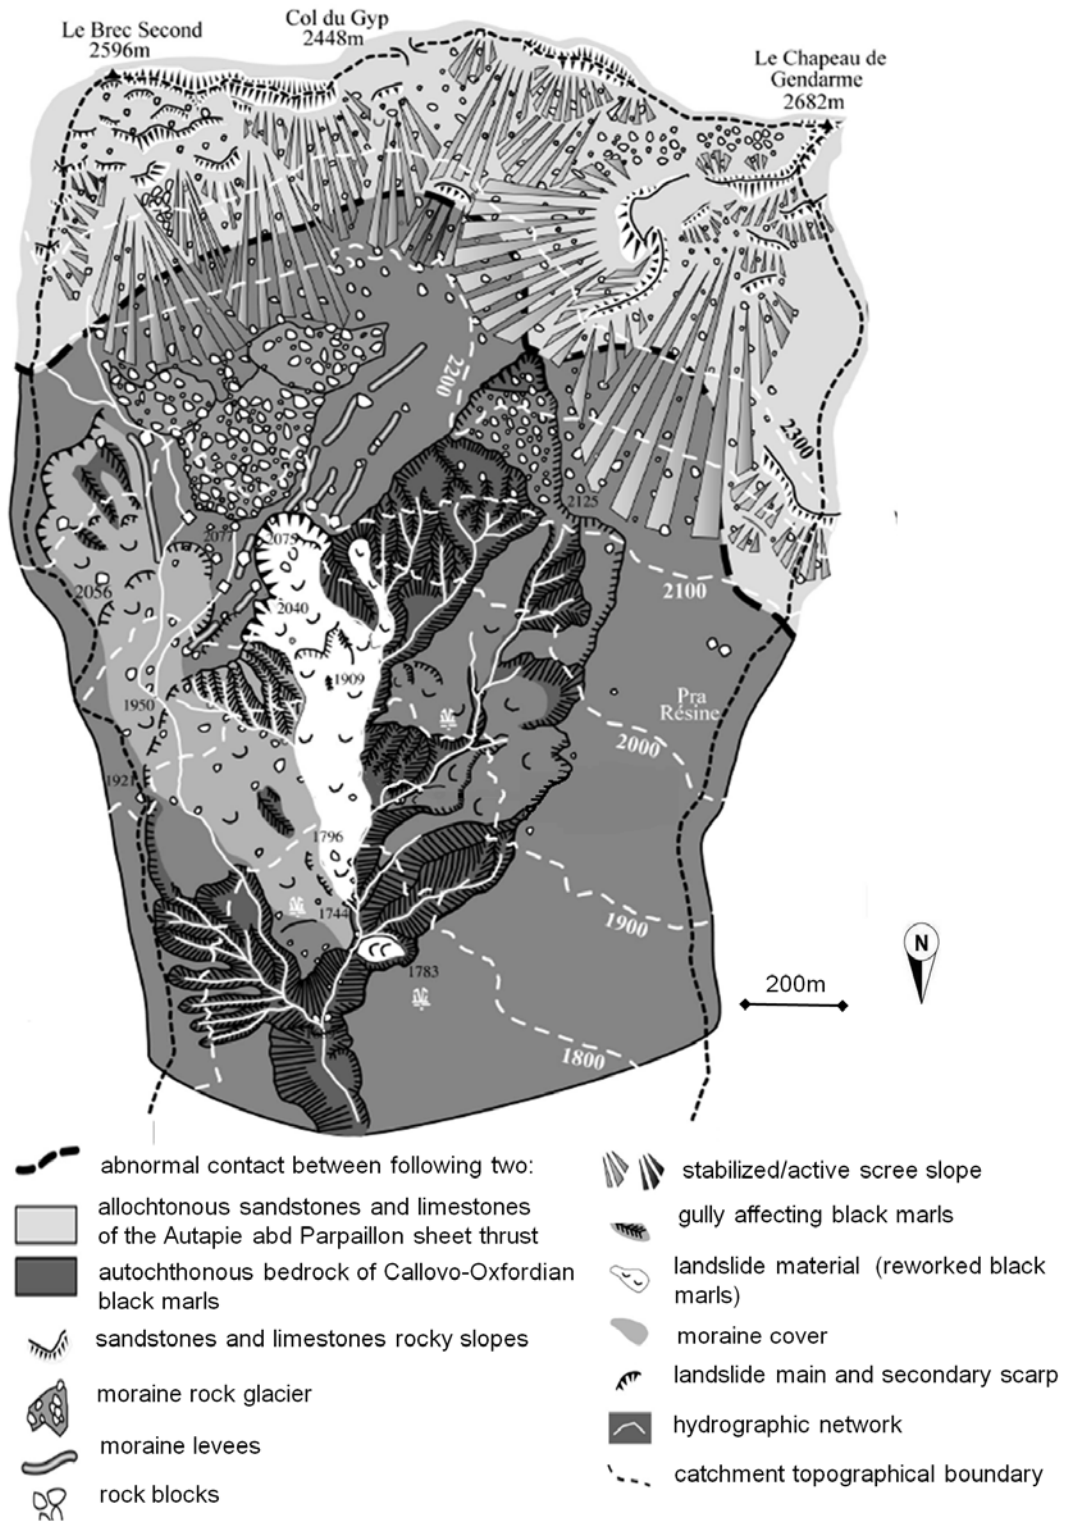 Le Brec Second
2596m
Col du Gyp
2448m
Le Chapeau de
Gendarme
2682m
2200
2300
2125
2077
2075
2056
2040
2100
1909
Pra
Résine
1950
2000
1921
1796
1744
1900
1783
1800
N
200m
abnormal contact between following two:
allochtonous sandstones and limestones
of the Autapie abd Parpaillon sheet thrust
autochthonous bedrock of Callovo-Oxfordian
black marls
sandstones and limestones rocky slopes
moraine rock glacier
moraine levees
rock blocks
stabilized/active scree slope
gully affecting black marls
landslide material (reworked black
marls)
moraine cover
landslide main and secondary scarp
hydrographic network
catchment topographical boundary